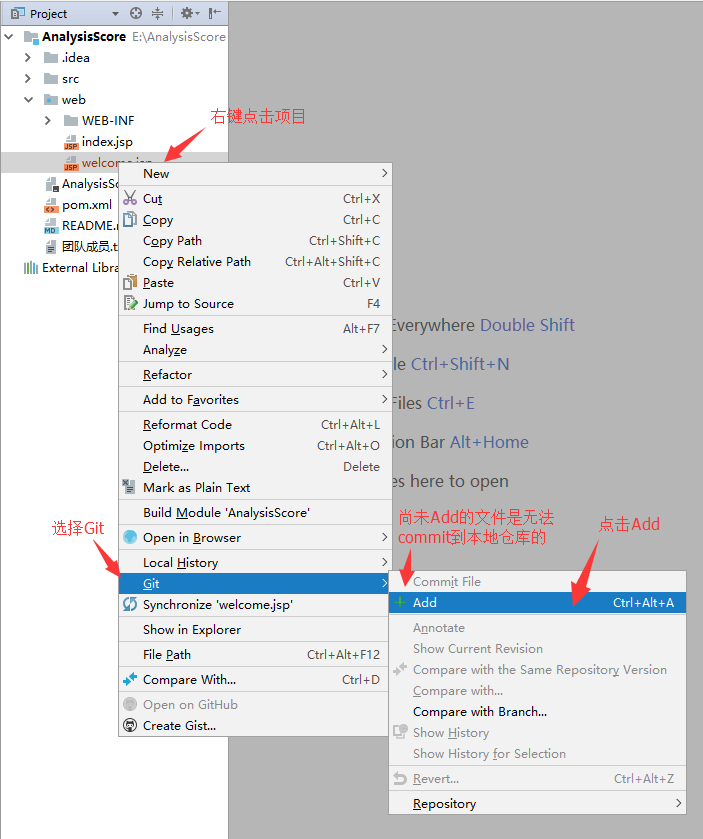 Project
AnalysisScore E:\AnalysisScore
.idea
src
web
WEB-INF
index.jsp
welcome.jsp
AnalysisSc
pom.xml
README.
团队成员.t
External Libra
右键点击项目
New
Cut Ctrl+X
Copy Ctrl+C
Copy Path Ctrl+Shift+C
Copy Relative Path Ctrl+Alt+Shift+C
Paste Ctrl+V
Jump to Source F4
Find Usages Alt+F7
Analyze
Refactor
Add to Favorites
Reformat Code Ctrl+Alt+L
Optimize Imports Ctrl+Alt+O
Delete... Delete
Mark as Plain Text
Build Module 'AnalysisScore'
Open in Browser
Local History
Git
Synchronize 'welcome.jsp'
Show in Explorer
File Path Ctrl+Alt+F12
Compare With... Ctrl+D
Open on GitHub
Create Gist...
选择Git
Everywhere Double Shift
le Ctrl+Shift+N
Files Ctrl+E
ion Bar Alt+Home
es here to open
尚未Add的文件是无法
commit到本地仓库的
点击Add
Commit File
Add Ctrl+Alt+A
Annotate
Show Current Revision
Compare with the Same Repository Version
Compare with...
Compare with Branch...
Show History
Show History for Selection
Revert... Ctrl+Alt+Z
Repository